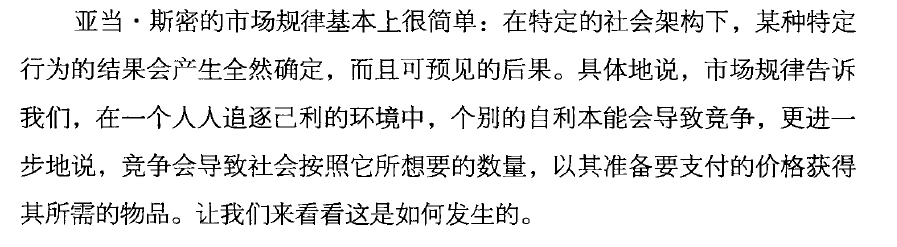 亚当·斯密的市场规律基本上很简单：在特定的社会架构下，某种特定
行为的结果会产生全然确定，而且可预见的后果。具体地说，市场规律告诉
我们，在一个人人追逐己利的环境中，个别的自利本能会导致竞争，更进一
步地说，竞争会导致社会按照它所想要的数量，以其准备要支付的价格获得
其所需的物品。让我们来看看这是如何发生的。